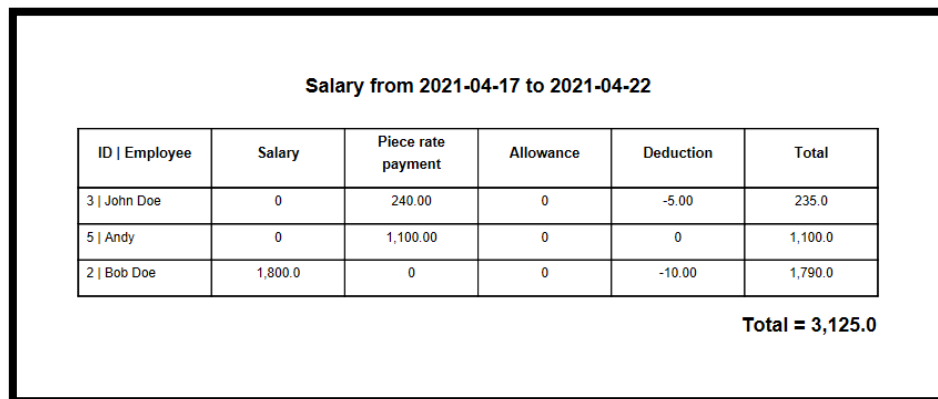 Salary from 2021-04-17 to 2021-04-22
ID | Employee Salary Piece rate payment Allowance Deduction Total
3 | John Doe 0 240.00 0 -5.00 235.0
5 | Andy 0 1,100.00 0 0 1,100.0
2 | Bob Doe 1,800.0 0 0 -10.00 1,790.0
Total = 3,125.0